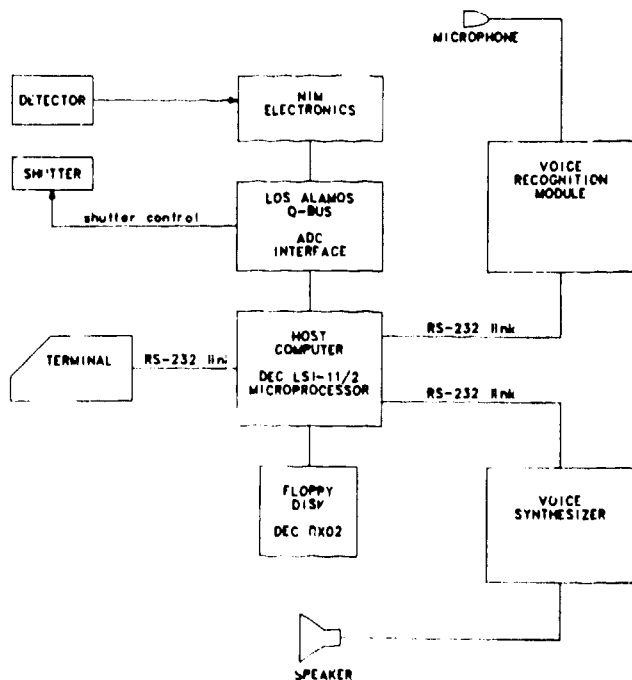 MICROPHONE
DETECTOR
NIM
ELECTRONICS
SHUTTER
shutter control
LOS ALAMOS
Q-BUS
ADC
INTERFACE
VOICE
RECOGNITION
MODULE
TERMINAL
RS-232 link
HOST
COMPUTER
DEC LSI-11/2
MICROPROCESSOR
RS-232 link
RS-232 link
FLOPPY
DISK
DEC RX02
VOICE
SYNTHESIZER
SPEAKER